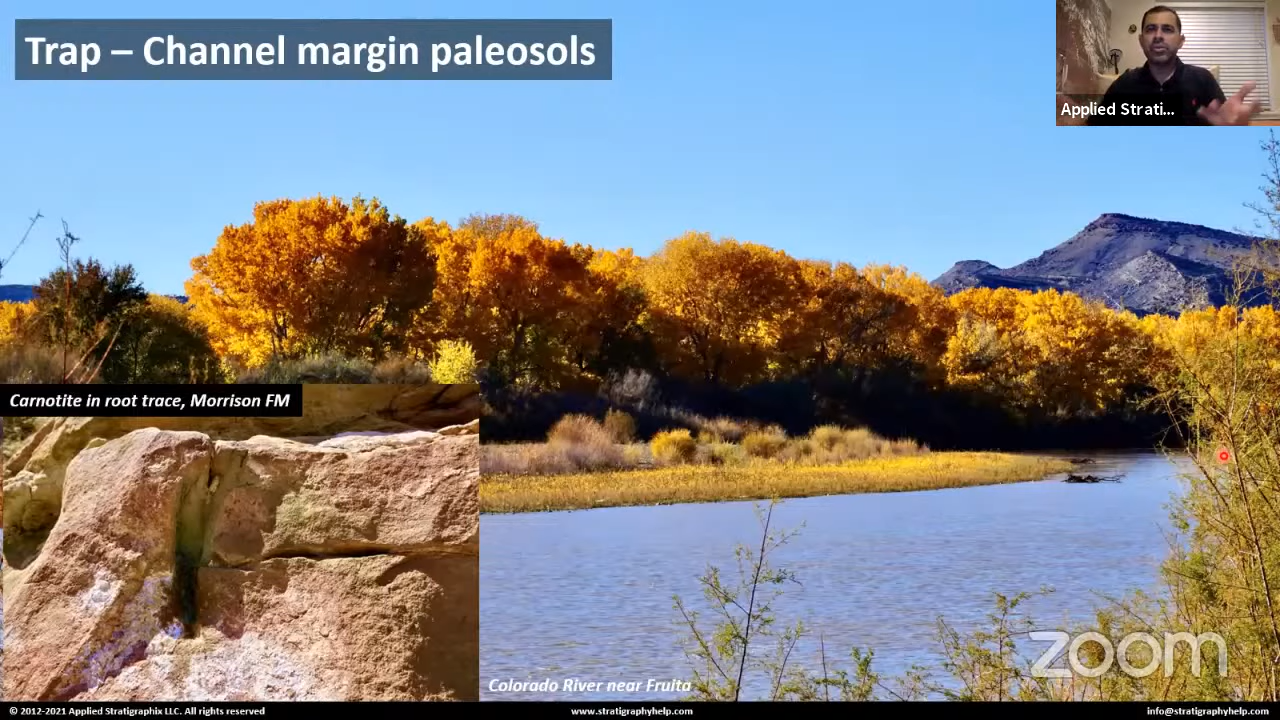 Trap – Channel margin paleosols
Applied Strati...
Carnotite in root trace, Morrison FM
zoom
Colorado River near Fruita
© 2012-2021 Applied Stratigraphix LLC. All rights reserved
www.stratigraphyhelp.com
info@stratigraphyhelp.com